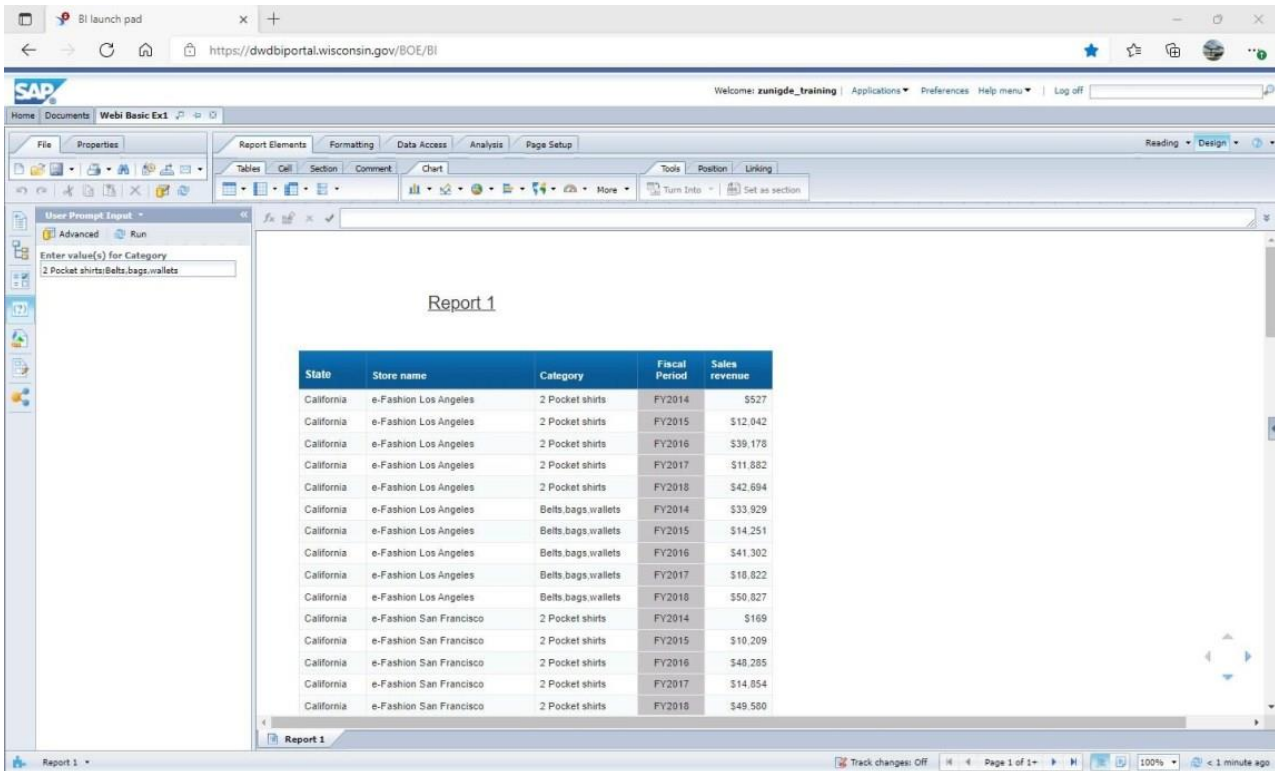 BI launch pad
https://dwdbiportal.wisconsin.gov/BOE/BI
SAP
Welcome: zunigde_training | Applications Preferences Help menu | Log off
Home Documents Webi Basic Ex1
File Properties Report Elements Formatting Data Access Analysis Page Setup Reading Design
Tables Cell Section Comment Chart Tools Position Linking
More Turn Into Set as section
User Prompt Input
Advanced Run
Enter value(s) for Category
2 Pocket shirts;Belts,bags,wallets
Report 1
State Store name Category Fiscal Period Sales revenue
California e-Fashion Los Angeles 2 Pocket shirts FY2014 $527
California e-Fashion Los Angeles 2 Pocket shirts FY2015 $12,042
California e-Fashion Los Angeles 2 Pocket shirts FY2016 $39,178
California e-Fashion Los Angeles 2 Pocket shirts FY2017 $11,882
California e-Fashion Los Angeles 2 Pocket shirts FY2018 $42,694
California e-Fashion Los Angeles Belts,bags,wallets FY2014 $33,929
California e-Fashion Los Angeles Belts,bags,wallets FY2015 $14,251
California e-Fashion Los Angeles Belts,bags,wallets FY2016 $41,302
California e-Fashion Los Angeles Belts,bags,wallets FY2017 $18,822
California e-Fashion Los Angeles Belts,bags,wallets FY2018 $50,827
California e-Fashion San Francisco 2 Pocket shirts FY2014 $169
California e-Fashion San Francisco 2 Pocket shirts FY2015 $10,209
California e-Fashion San Francisco 2 Pocket shirts FY2016 $48,285
California e-Fashion San Francisco 2 Pocket shirts FY2017 $14,854
California e-Fashion San Francisco 2 Pocket shirts FY2018 $49,580
Report 1
Report 1 Track changes: Off Page 1 of 1+ 100% < 1 minute ago